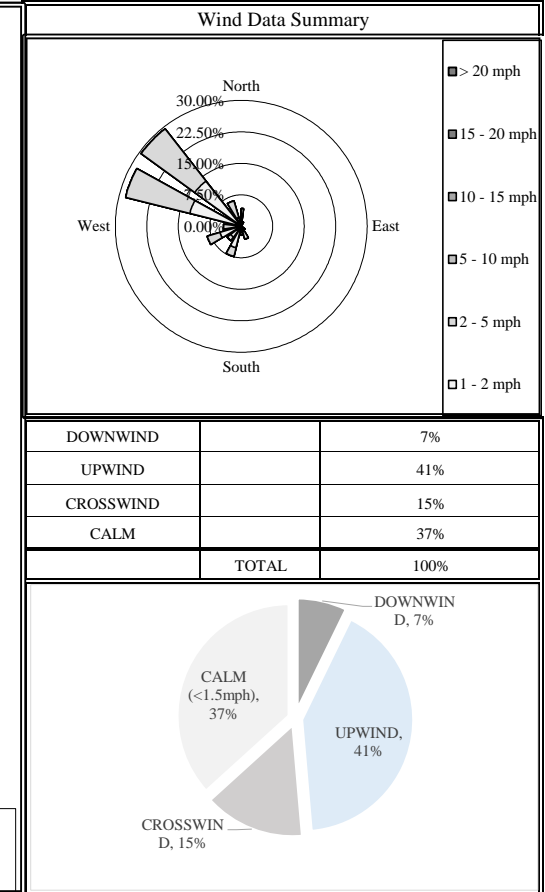 Wind Data Summary
North
30.00%
22.50%
15.00%
7.50%
0.00%
West
East
South
> 20 mph
15 - 20 mph
10 - 15 mph
5 - 10 mph
2 - 5 mph
1 - 2 mph
DOWNWIND 7%
UPWIND 41%
CROSSWIND 15%
CALM 37%
TOTAL 100%
DOWNWIN
D, 7%
CALM
(<1.5mph),
37%
UPWIND,
41%
CROSSWIN
D, 15%